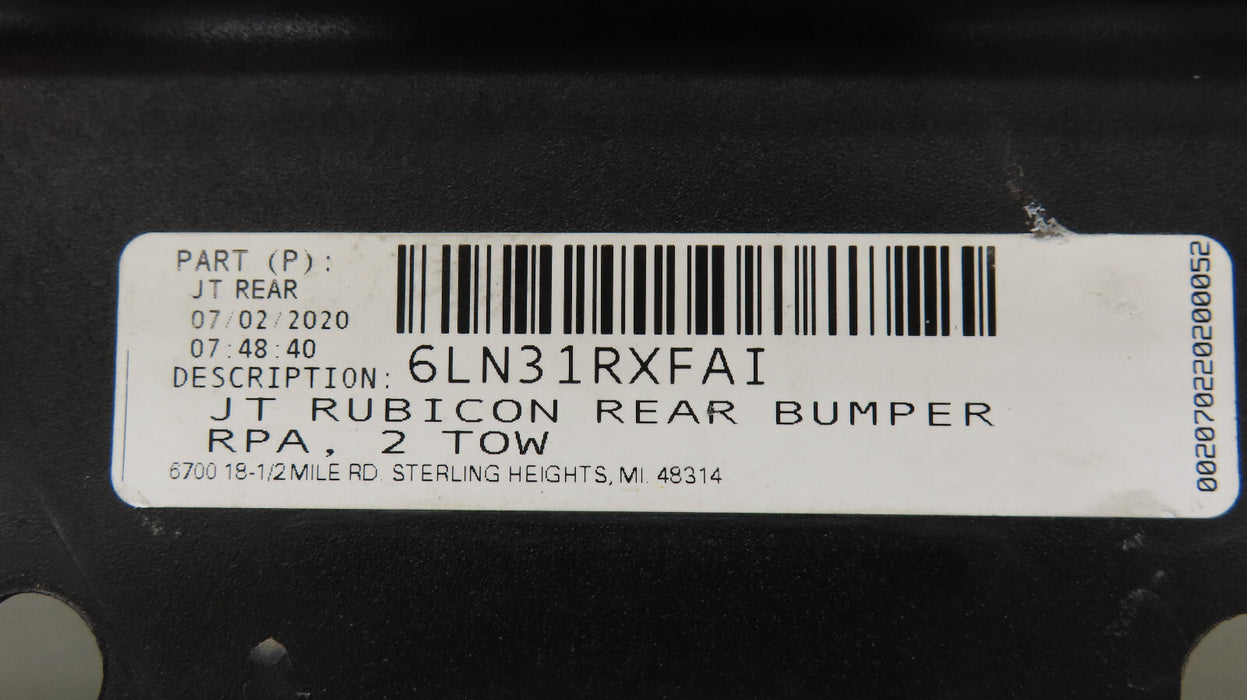 PART (P):
JT REAR
07/02/2020
07:48:40
6LN31RXFAI
DESCRIPTION:
JT RUBICON REAR BUMPER
RPA, 2 TOW
6700 18-1/2 MILE RD. STERLING HEIGHTS, MI. 48314
00207022020200052